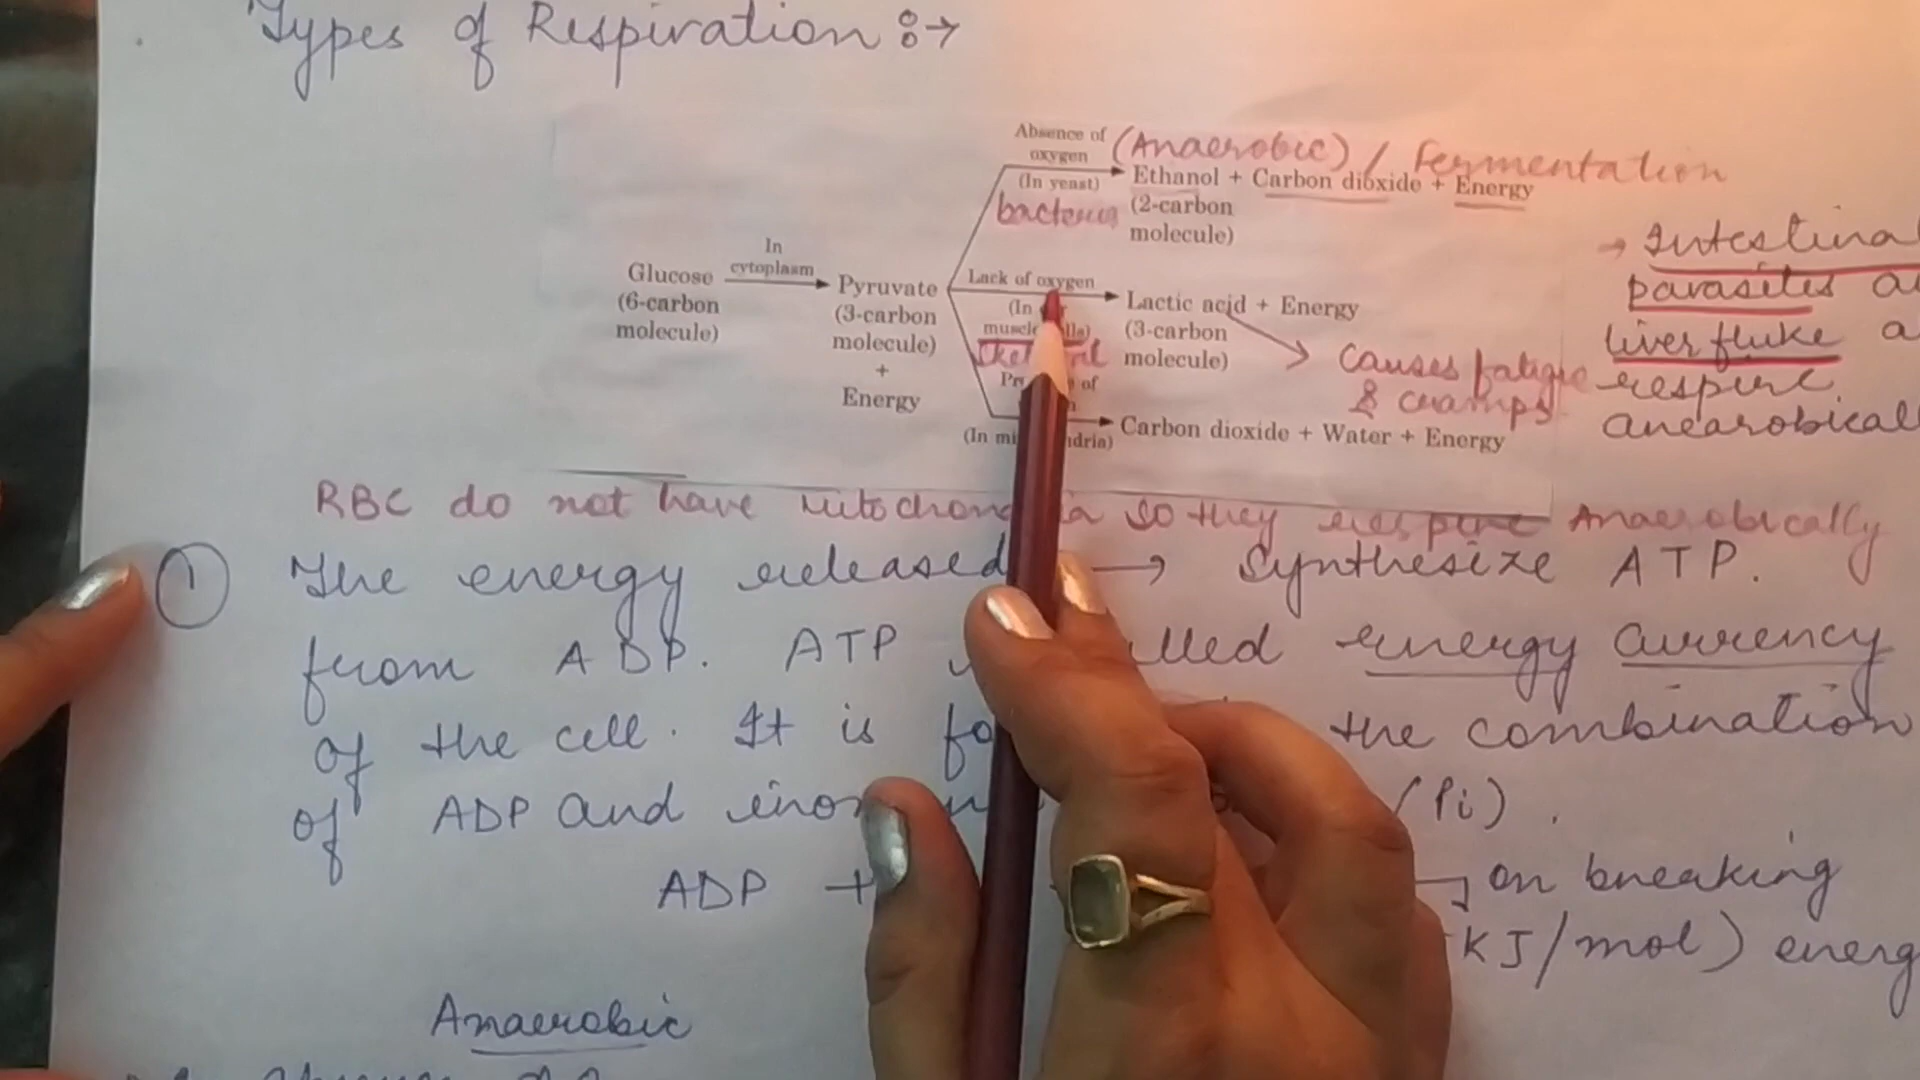 Types of Respiration :→
Absence of
oxygen
(Anaerobic) / Fermentation
(In yeast)
Ethanol + Carbon dioxide + Energy
bacteria
(2-carbon
molecule)
In
cytoplasm
Glucose
(6-carbon
molecule)
Pyruvate
(3-carbon
molecule)
+
Energy
Lack of oxygen
(In
Lactic acid + Energy
(3-carbon
molecule)
causes fatigue
& cramps
of
Carbon dioxide + Water + Energy
→ Intestinal
parasites
liver fluke
respire
RBC do not have so they respire Anaerobically
① The energy released → Synthesize ATP.
from ADP. ATP energy currency
of the cell. It is the combination
of ADP and (Pi).
ADP + on breaking
KJ/mol)
Anaerobic